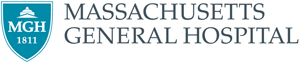 MGH
1811
MASSACHUSETTS
GENERAL HOSPITAL